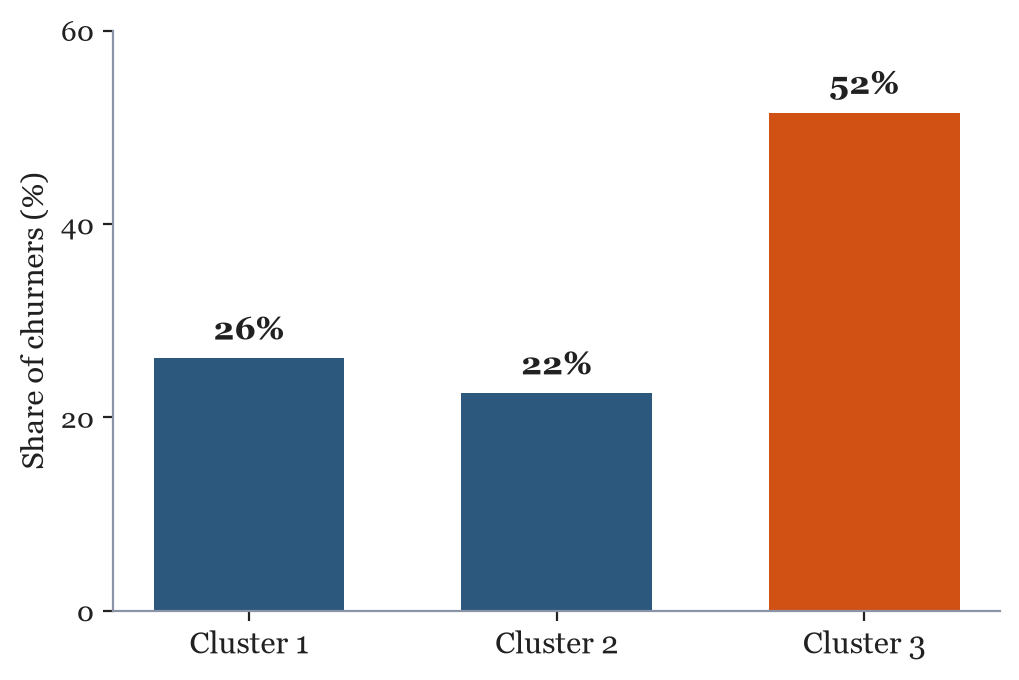 60
52%
Share of churners (%)
40
26%
22%
20
0
Cluster 1
Cluster 2
Cluster 3